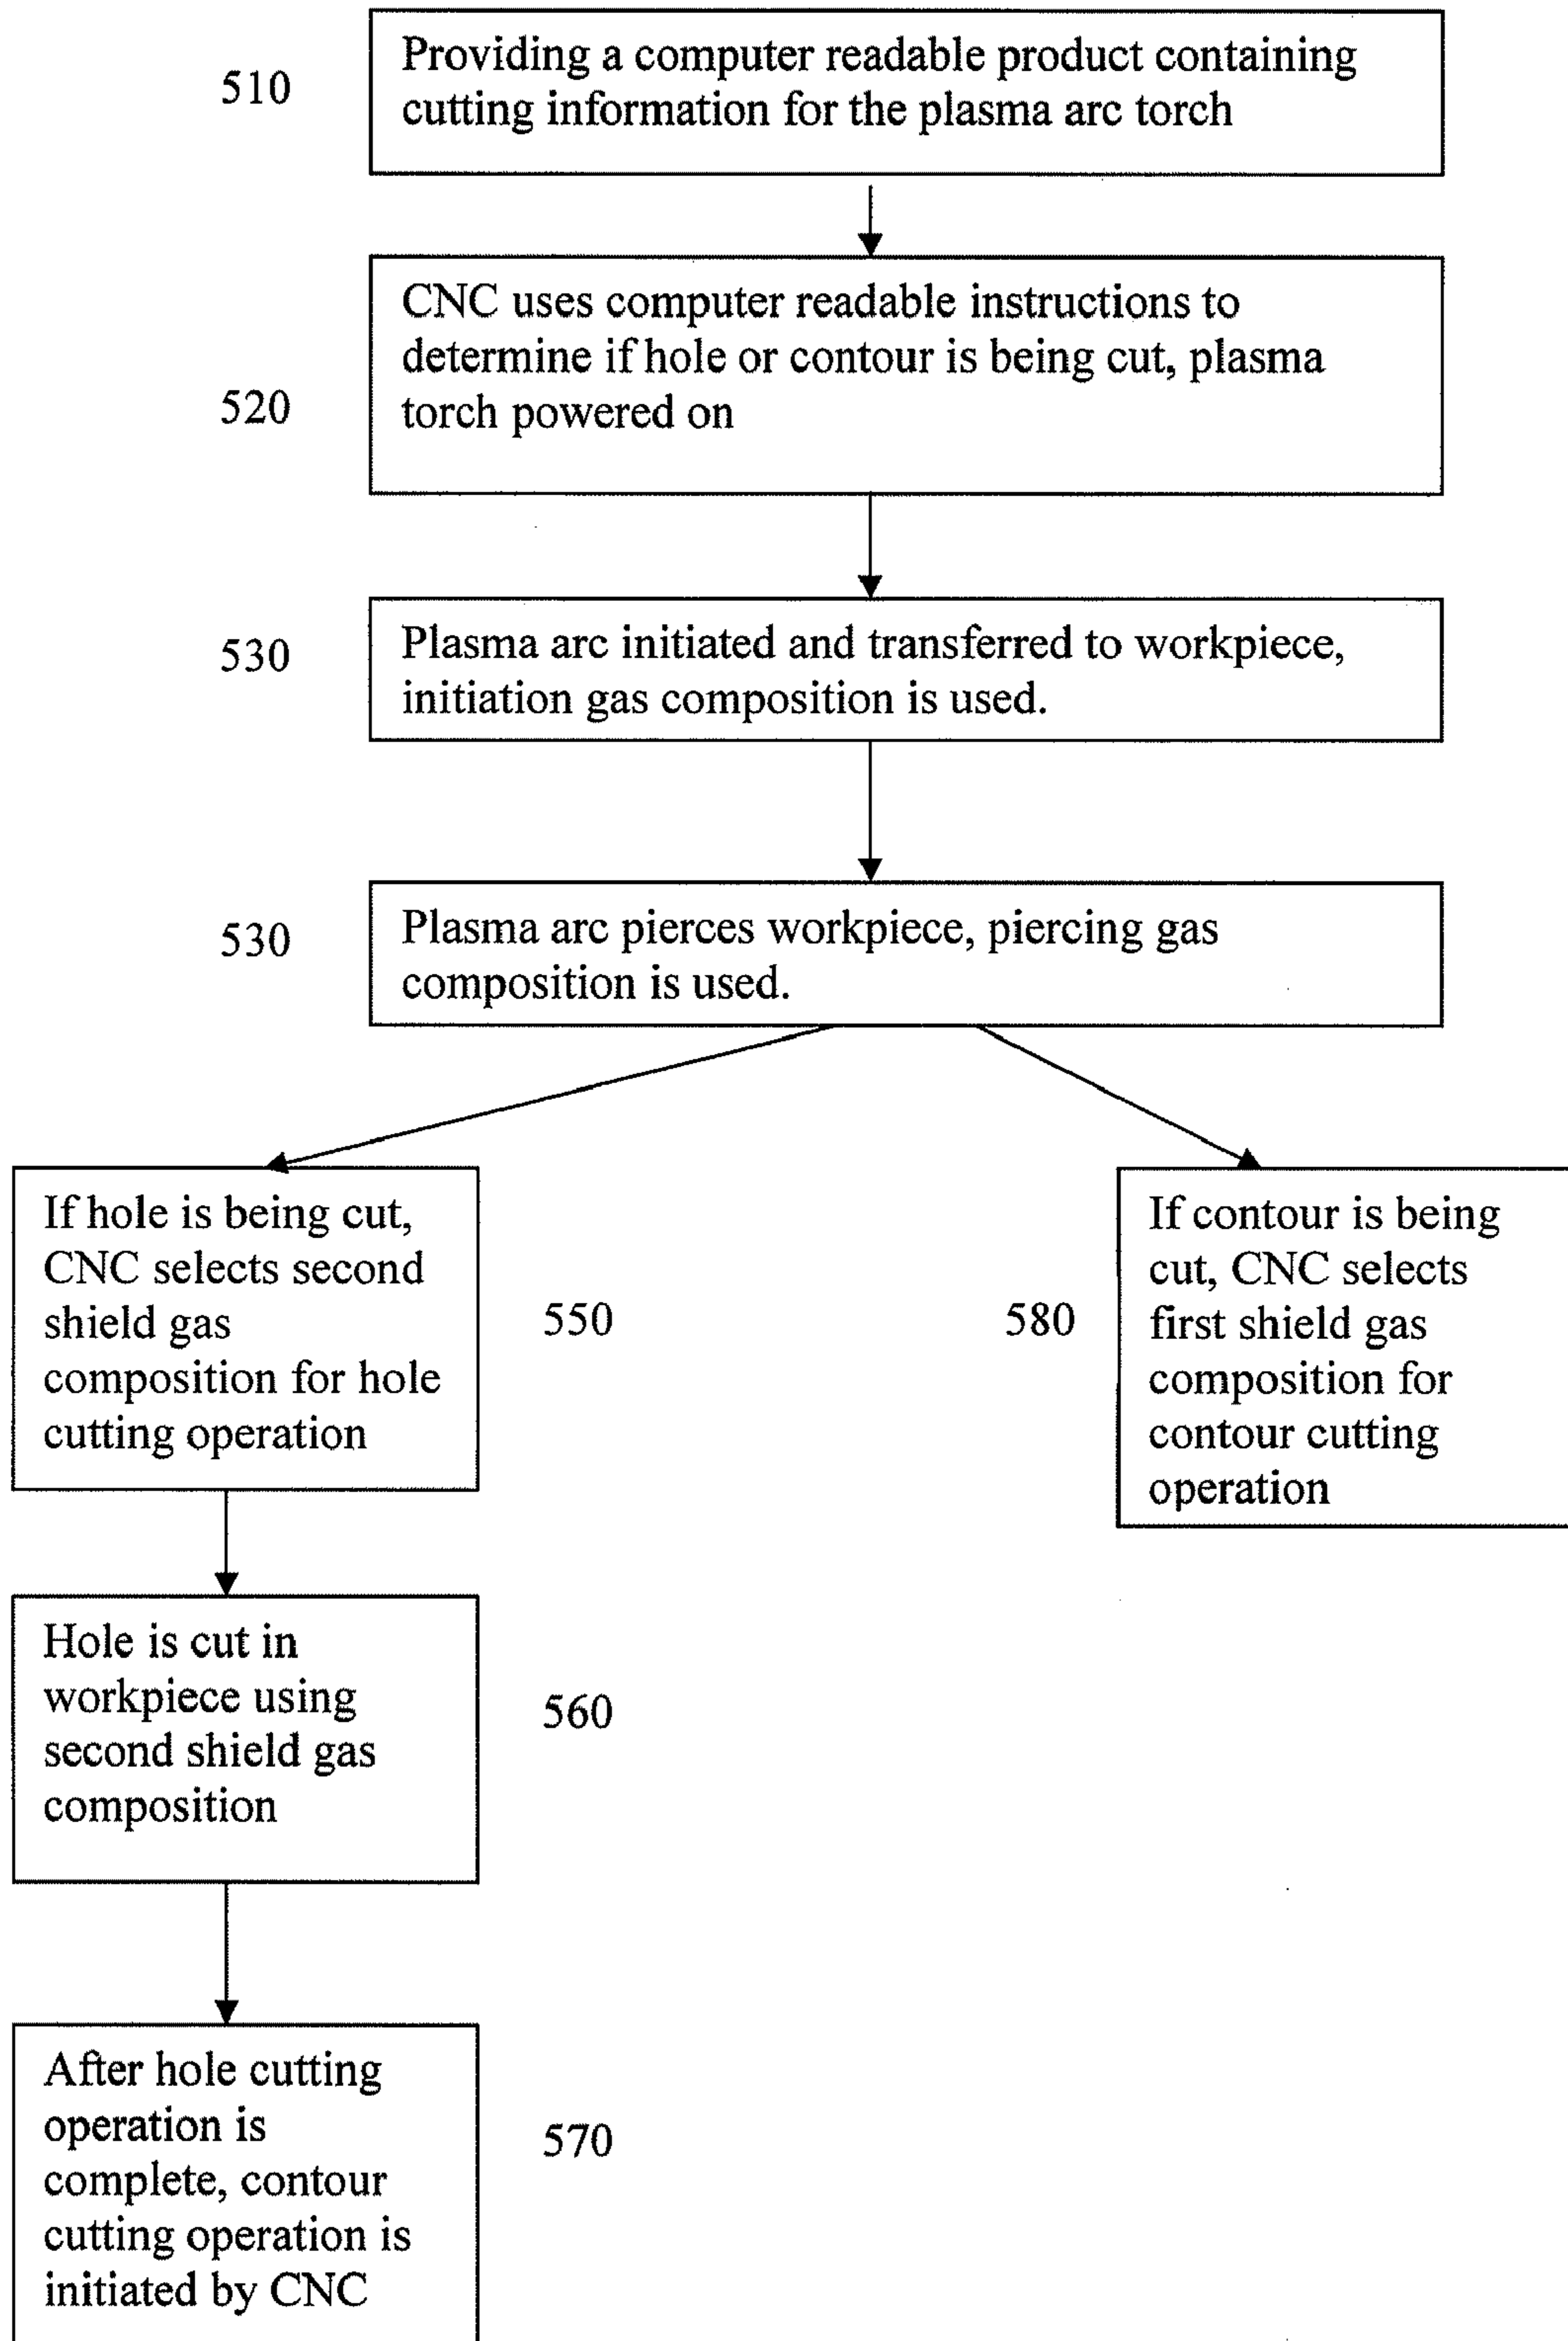 510
Providing a computer readable product containing
cutting information for the plasma arc torch
CNC uses computer readable instructions to
determine if hole or contour is being cut, plasma
520
torch powered on
530
Plasma arc initiated and transferred to workpiece,
initiation gas composition is used.
530
Plasma arc pierces workpiece, piercing gas
composition is used.
If hole is being cut,
CNC selects second
shield gas
composition for hole
cutting operation
550
580
If contour is being
cut, CNC selects
first shield gas
composition for
contour cutting
operation
Hole is cut in
workpiece using
second shield gas
composition
560
After hole cutting
operation is
complete, contour
cutting operation is
initiated by CNC
570